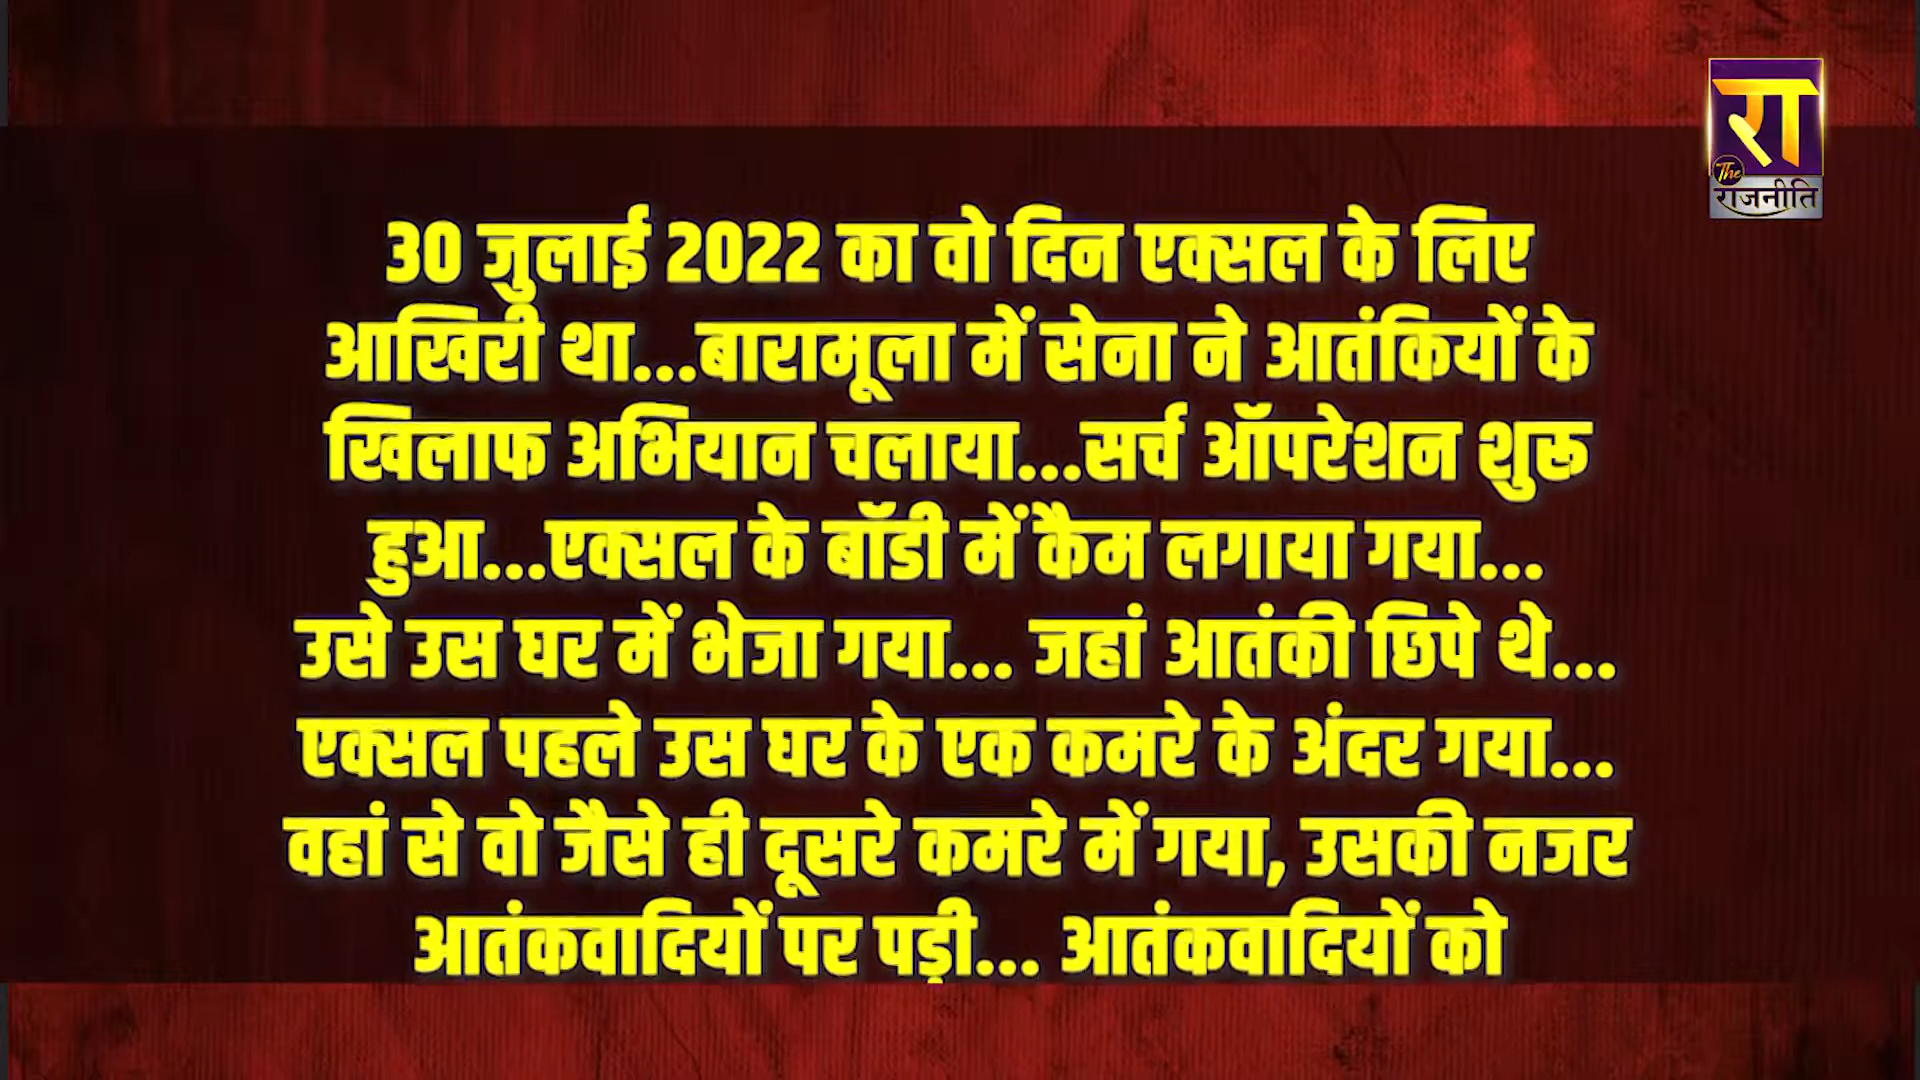 रा
The
राजनीति
30 जुलाई 2022 का वो दिन एक्सल के लिए
आखिरी था...बारामूला में सेना ने आतंकियों के
खिलाफ अभियान चलाया...सर्च ऑपरेशन शुरू
हुआ...एक्सल के बॉडी में कैम लगाया गया...
उसे उस घर में भेजा गया... जहां आतंकी छिपे थे...
एक्सल पहले उस घर के एक कमरे के अंदर गया...
वहां से वो जैसे ही दूसरे कमरे में गया, उसकी नजर
आतंकवादियों पर पड़ी... आतंकवादियों को